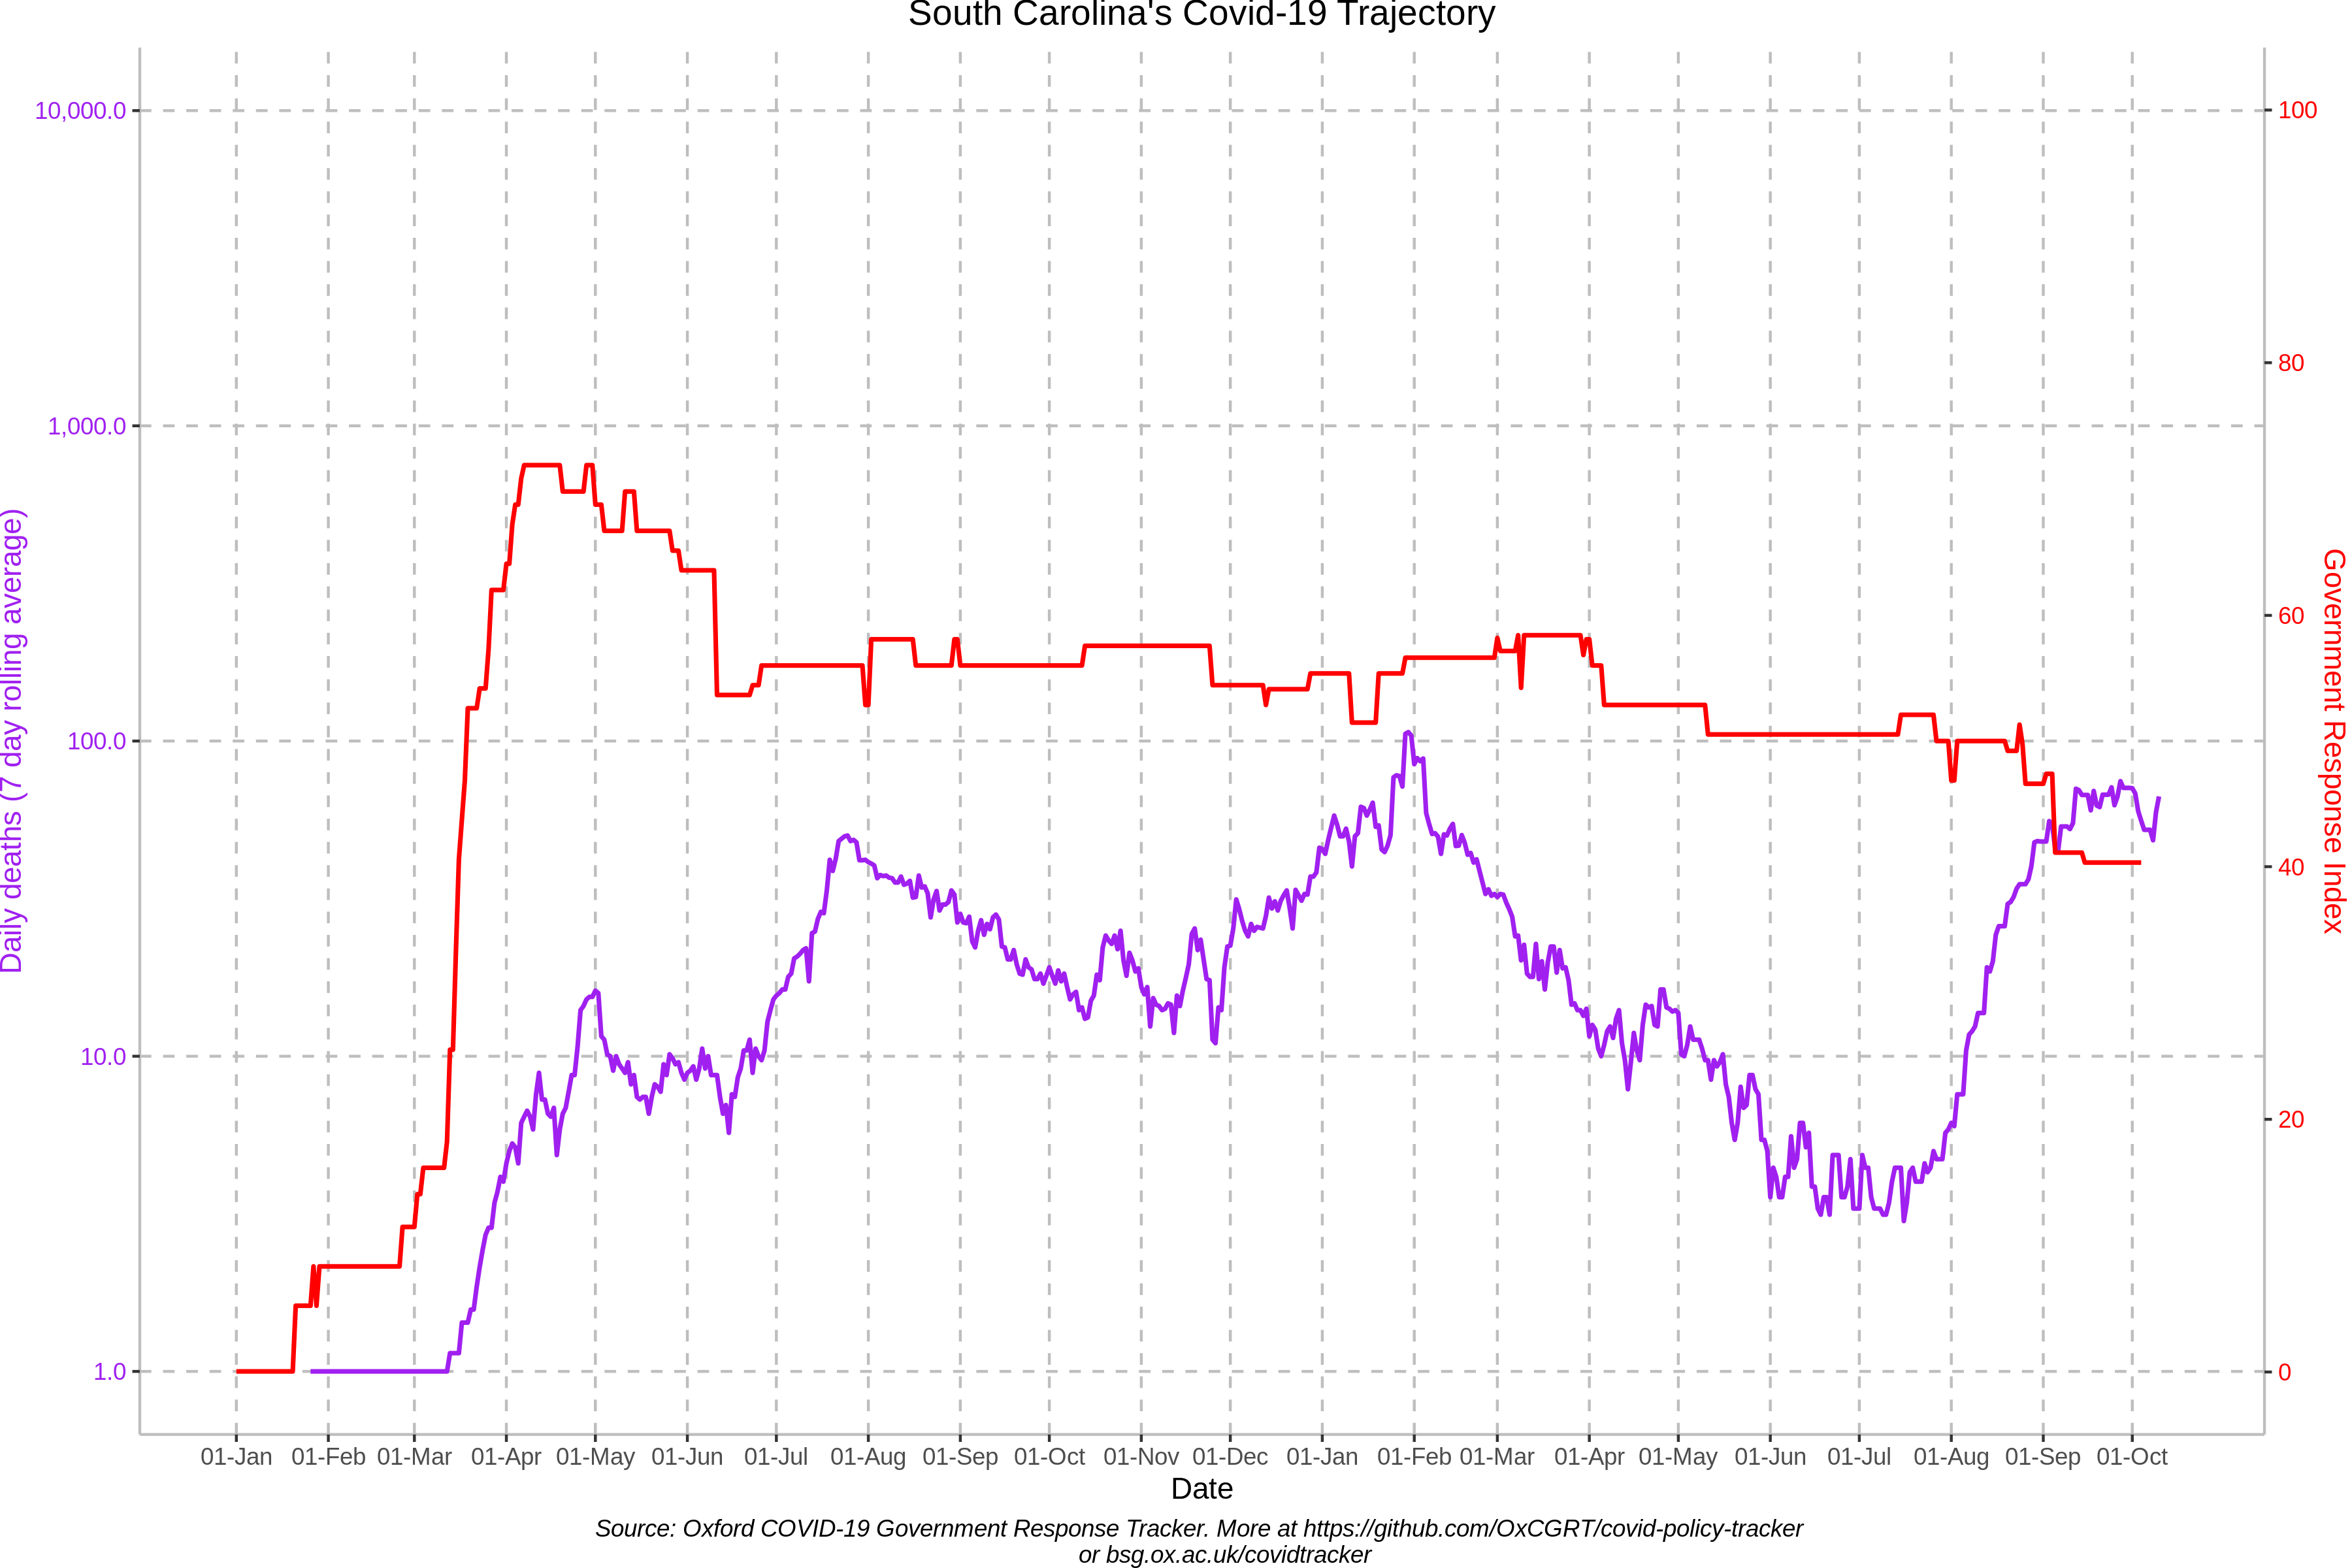 South Carolina's Covid-19 Trajectory
Daily deaths (7 day rolling average)
10,000.0
1,000.0
100.0
10.0
1.0
100
80
60
40
20
0
Government Response Index
01-Jan 01-Feb 01-Mar 01-Apr 01-May 01-Jun 01-Jul 01-Aug 01-Sep 01-Oct 01-Nov 01-Dec 01-Jan 01-Feb 01-Mar 01-Apr 01-May 01-Jun 01-Jul 01-Aug 01-Sep 01-Oct
Date
Source: Oxford COVID-19 Government Response Tracker. More at https://github.com/OxCGRT/covid-policy-tracker
or bsg.ox.ac.uk/covidtracker